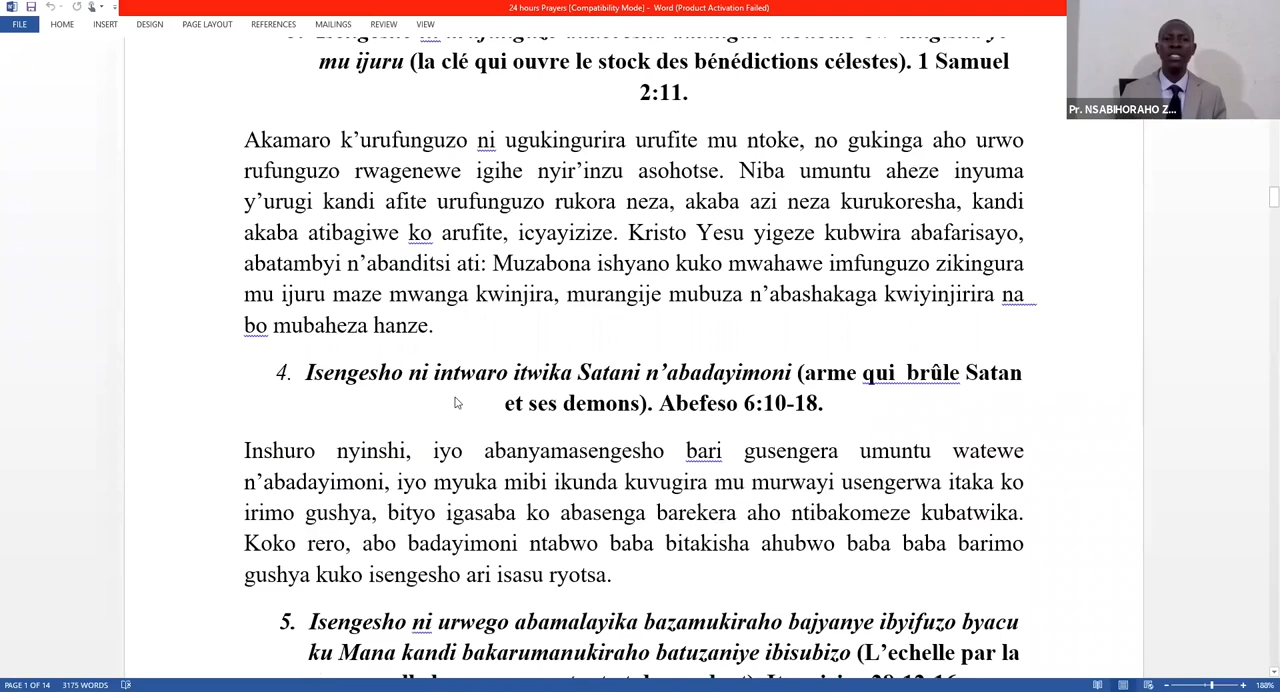 24 hours Prayers [Compatibility Mode] - Word (Product Activation Failed)
FILE HOME INSERT DESIGN PAGE LAYOUT REFERENCES MAILINGS REVIEW VIEW
Pr. NSABIHORAHO Z...
mu ijuru (la clé qui ouvre le stock des bénédictions célestes). 1 Samuel
2:11.
Akamaro k’urufunguzo ni ugukingurira urufite mu ntoke, no gukinga aho urwo
rufunguzo rwagenewe igihe nyir’inzu asohotse. Niba umuntu aheze inyuma
y’urugi kandi afite urufunguzo rukora neza, akaba azi neza kurukoresha, kandi
akaba atibagiwe ko arufite, icyayizize. Kristo Yesu yigeze kubwira abafarisayo,
abatambyi n’abanditsi ati: Muzabona ishyano kuko mwahawe imfunguzo zikingura
mu ijuru maze mwanga kwinjira, murangije mubuza n’abashakaga kwiyinjirira na
bo mubaheza hanze.
4. Isengesho ni intwaro itwika Satani n’abadayimoni (arme qui brûle Satan
et ses demons). Abefeso 6:10-18.
Inshuro nyinshi, iyo abanyamasengesho bari gusengera umuntu watewe
n’abadayimoni, iyo myuka mibi ikunda kuvugira mu murwayi usengerwa itaka ko
irimo gushya, bityo igasaba ko abasenga barekera aho ntibakomeze kubatwika.
Koko rero, abo badayimoni ntabwo baba bitakisha ahubwo baba baba barimo
gushya kuko isengesho ari isasu ryotsa.
5. Isengesho ni urwego abamalayika bazamukiraho bajyanye ibyifuzo byacu
ku Mana kandi bakarumanukiraho batuzaniye ibisubizo (L’echelle par la
PAGE 1 OF 14 3175 WORDS 188%